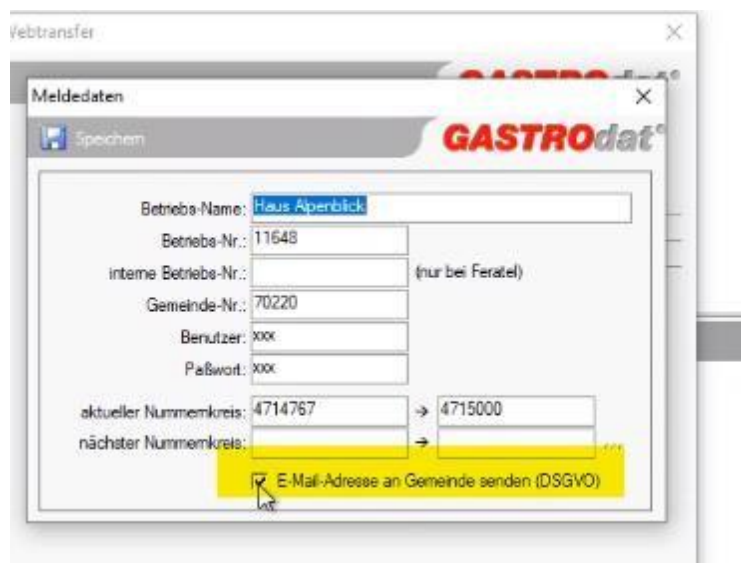 Webtransfer
GASTROdat®
Meldedaten
Speichern
GASTROdat®
Betriebs-Name: Haus Alpenblick
Betriebs-Nr.: 11648
interne Betriebs-Nr.: (nur bei Feratel)
Gemeinde-Nr.: 70220
Benutzer: xxx
Paßwort: xxx
aktueller Nummernkreis: 4714767 → 4715000
nächster Nummernkreis: → ...
E-Mail-Adresse an Gemeinde senden (DSGVO)